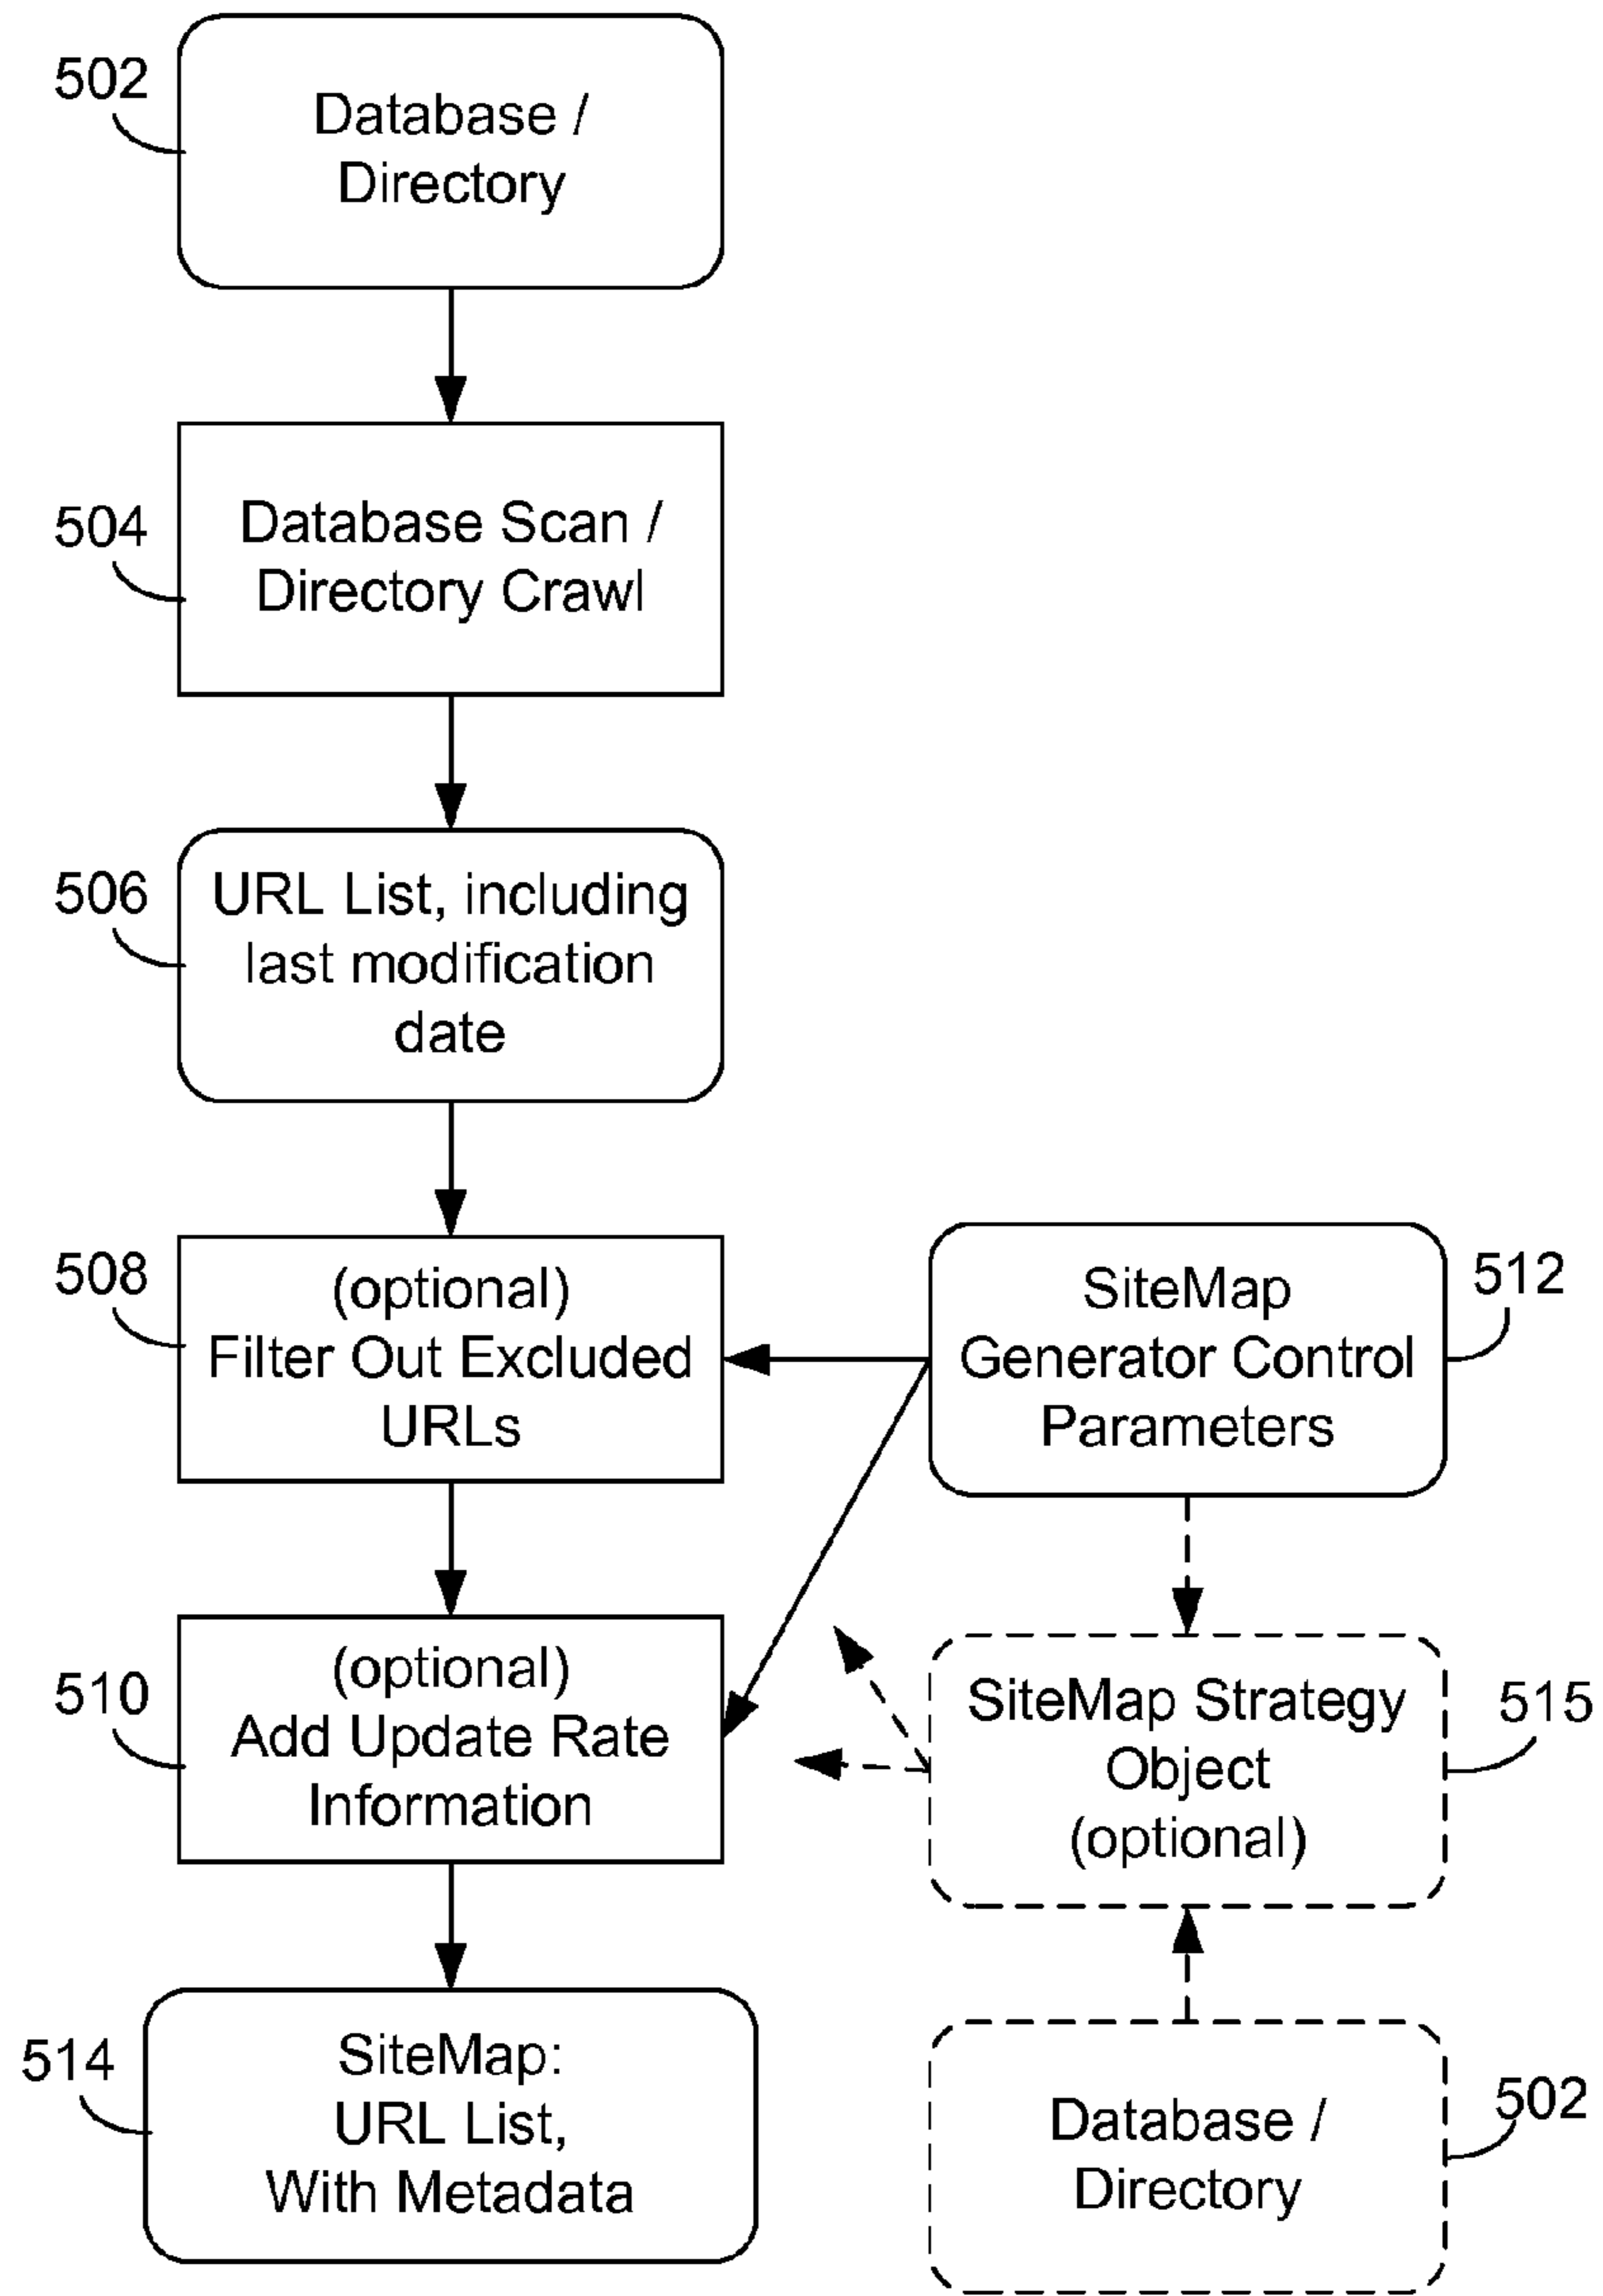 502
Database /
Directory
504
Database Scan /
Directory Crawl
506
URL List, including
last modification
date
508
(optional)
Filter Out Excluded
URLs
512
SiteMap
Generator Control
Parameters
510
(optional)
Add Update Rate
Information
515
SiteMap Strategy
Object
(optional)
514
SiteMap:
URL List,
With Metadata
502
Database /
Directory